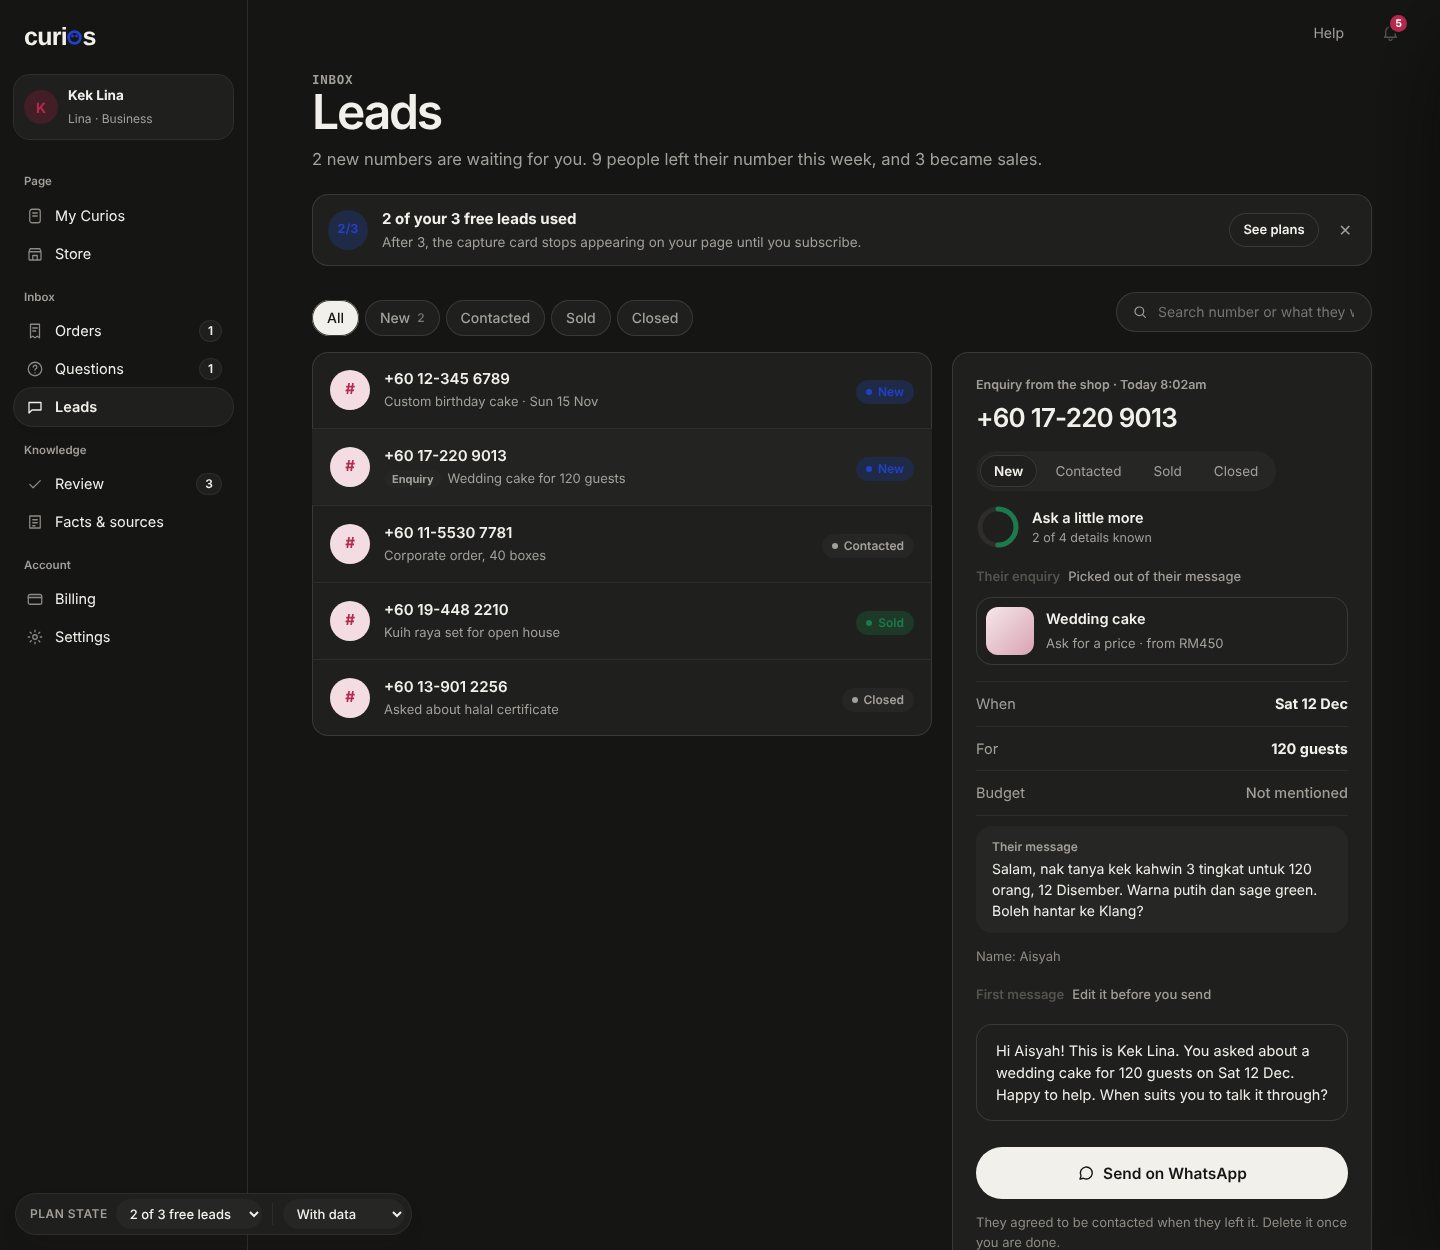 curios
Kek Lina
Lina · Business
Page
My Curios
Store
Inbox
Orders 1
Questions 1
Leads
Knowledge
Review 3
Facts & sources
Account
Billing
Settings
PLAN STATE 2 of 3 free leads With data
Help 5
INBOX
Leads
2 new numbers are waiting for you. 9 people left their number this week, and 3 became sales.
2/3
2 of your 3 free leads used
After 3, the capture card stops appearing on your page until you subscribe.
See plans
All New 2 Contacted Sold Closed
Search number or what they w
# +60 12-345 6789
Custom birthday cake · Sun 15 Nov
New
# +60 17-220 9013
Enquiry Wedding cake for 120 guests
New
# +60 11-5530 7781
Corporate order, 40 boxes
Contacted
# +60 19-448 2210
Kuih raya set for open house
Sold
# +60 13-901 2256
Asked about halal certificate
Closed
Enquiry from the shop · Today 8:02am
+60 17-220 9013
New Contacted Sold Closed
Ask a little more
2 of 4 details known
Their enquiry Picked out of their message
Wedding cake
Ask for a price · from RM450
When Sat 12 Dec
For 120 guests
Budget Not mentioned
Their message
Salam, nak tanya kek kahwin 3 tingkat untuk 120
orang, 12 Disember. Warna putih dan sage green.
Boleh hantar ke Klang?
Name: Aisyah
First message Edit it before you send
Hi Aisyah! This is Kek Lina. You asked about a
wedding cake for 120 guests on Sat 12 Dec.
Happy to help. When suits you to talk it through?
Send on WhatsApp
They agreed to be contacted when they left it. Delete it once
you are done.
K